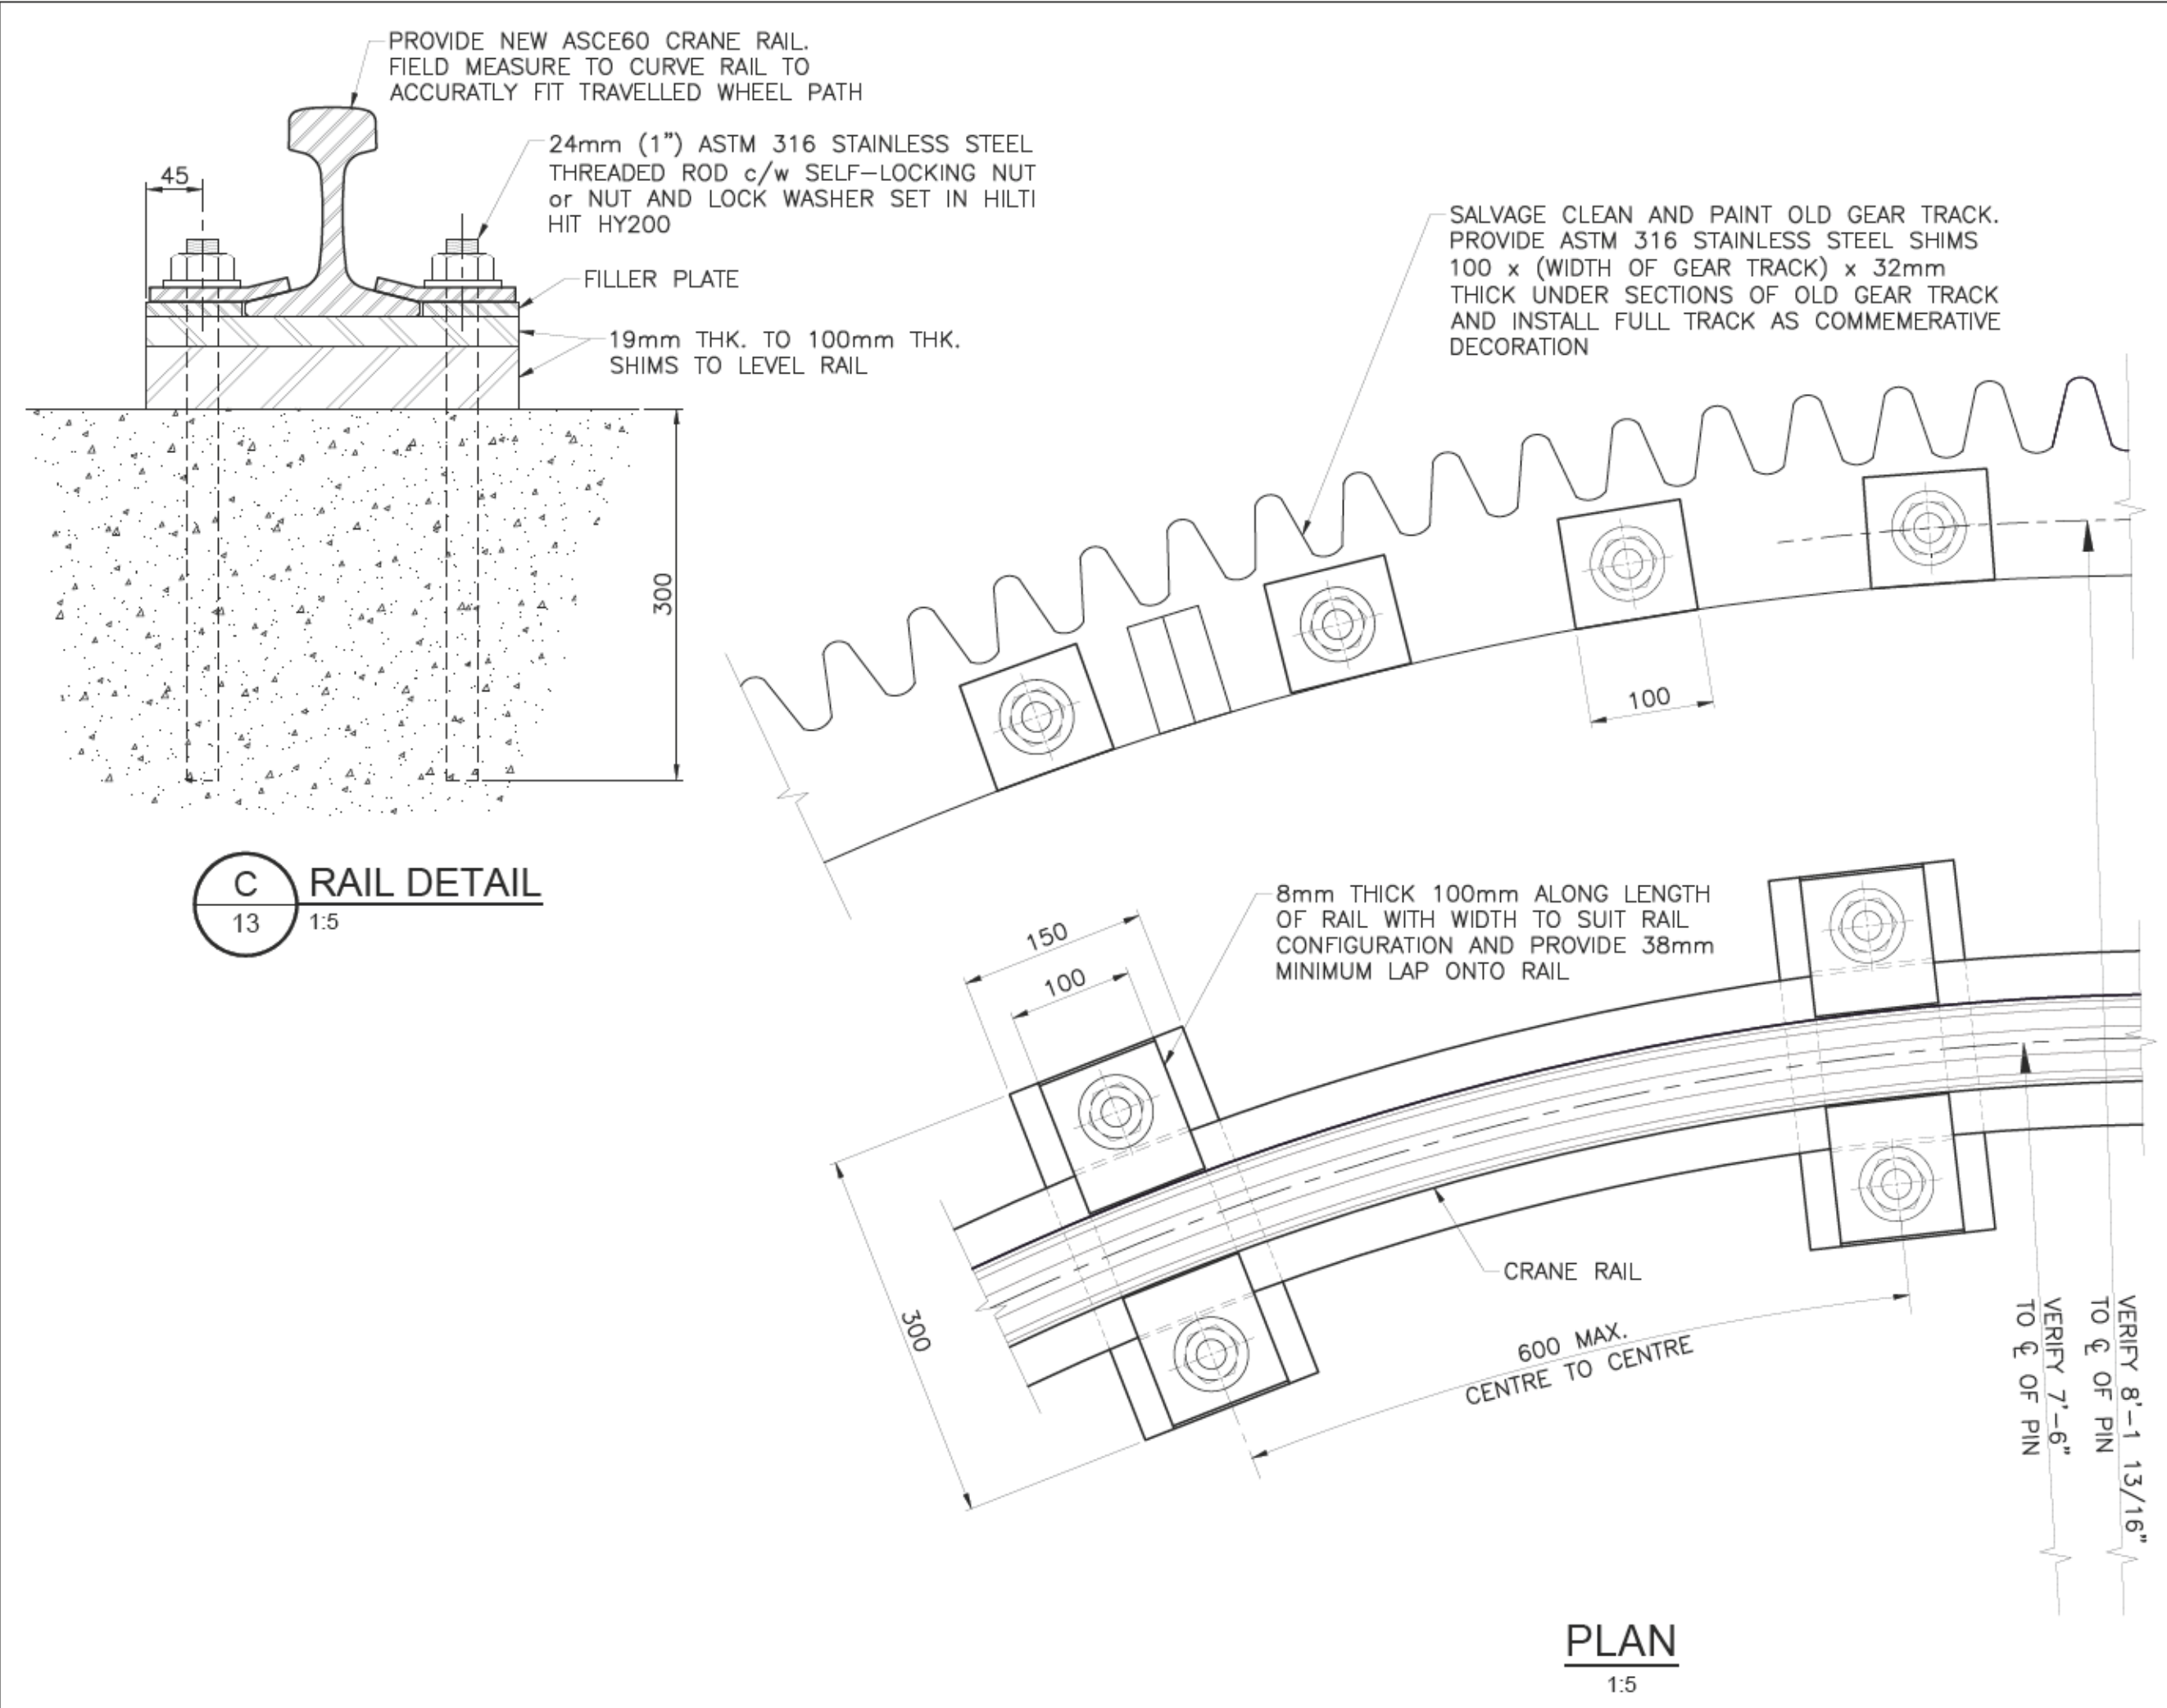 PROVIDE NEW ASCE60 CRANE RAIL.
FIELD MEASURE TO CURVE RAIL TO
ACCURATLY FIT TRAVELLED WHEEL PATH
24mm (1") ASTM 316 STAINLESS STEEL
THREADED ROD c/w SELF-LOCKING NUT
or NUT AND LOCK WASHER SET IN HILTI
HIT HY200
45
FILLER PLATE
19mm THK. TO 100mm THK.
SHIMS TO LEVEL RAIL
300
C
13
RAIL DETAIL
1:5
SALVAGE CLEAN AND PAINT OLD GEAR TRACK.
PROVIDE ASTM 316 STAINLESS STEEL SHIMS
100 x (WIDTH OF GEAR TRACK) x 32mm
THICK UNDER SECTIONS OF OLD GEAR TRACK
AND INSTALL FULL TRACK AS COMMEMERATIVE
DECORATION
100
8mm THICK 100mm ALONG LENGTH
OF RAIL WITH WIDTH TO SUIT RAIL
CONFIGURATION AND PROVIDE 38mm
MINIMUM LAP ONTO RAIL
150
100
300
CRANE RAIL
600 MAX.
CENTRE TO CENTRE
VERIFY 7'-6"
TO ℄ OF PIN
VERIFY 8'-1 13/16"
TO ℄ OF PIN
PLAN
1:5